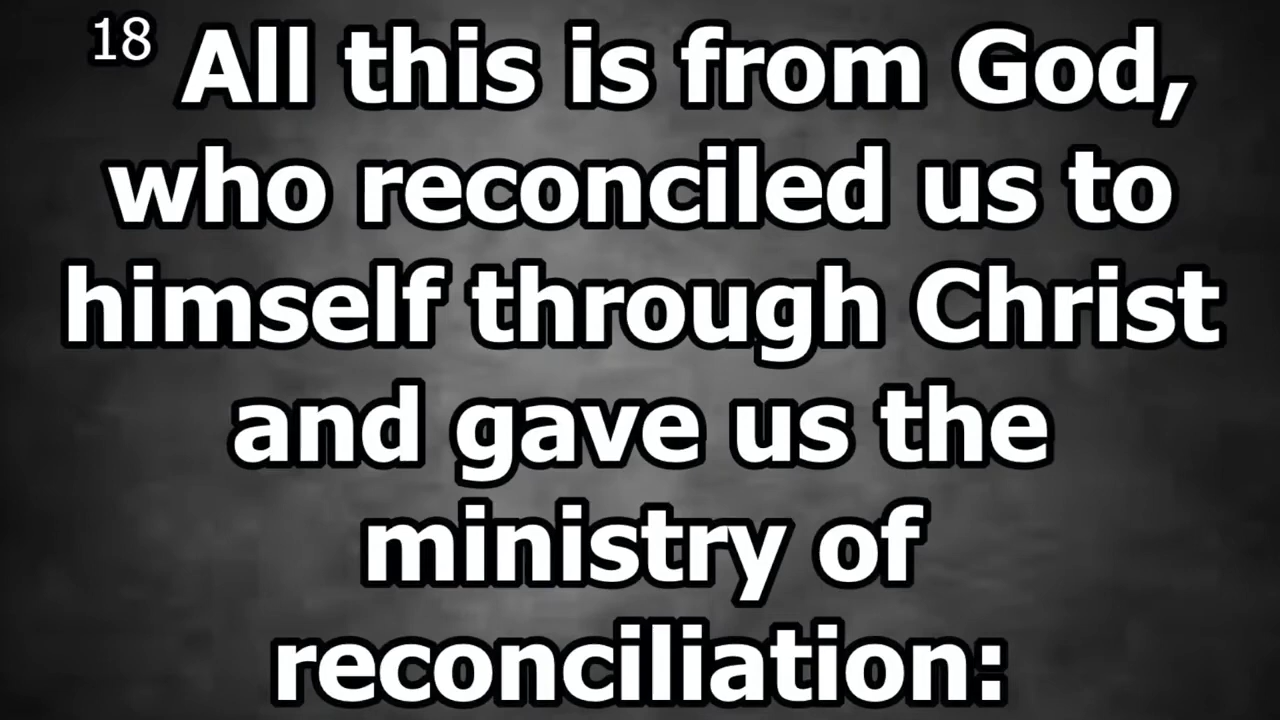 18 All this is from God,
who reconciled us to
himself through Christ
and gave us the
ministry of
reconciliation: